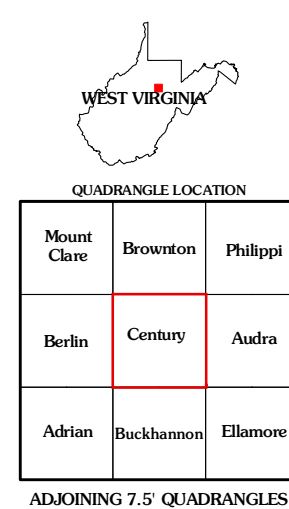 WEST VIRGINIA
QUADRANGLE LOCATION
Mount
Clare
Brownton
Philippi
Berlin
Century
Audra
Adrian
Buckhannon
Ellamore
ADJOINING 7.5' QUADRANGLES